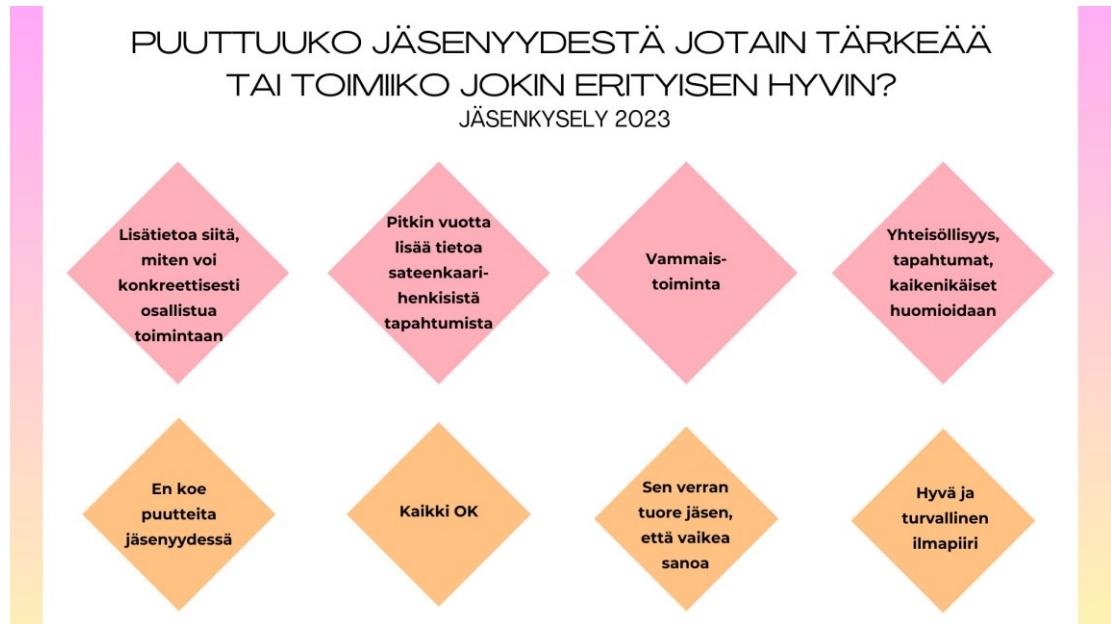 PUUTTUUKO JÄSENYYDESTÄ JOTAIN TÄRKEÄÄ
TAI TOIMIIKO JOKIN ERITYISEN HYVIN?
JÄSENKYSELY 2023
Lisätietoa siitä,
miten voi
konkreettisesti
osallistua
toimintaan
Pitkin vuotta
lisää tietoa
sateenkaari-
henkisistä
tapahtumista
Vammais-
toiminta
Yhteisöllisyys,
tapahtumat,
kaikenikäiset
huomioidaan
En koe
puutteita
jäsenyydessä
Kaikki OK
Sen verran
tuore jäsen,
että vaikea
sanoa
Hyvä ja
turvallinen
ilmapiiri